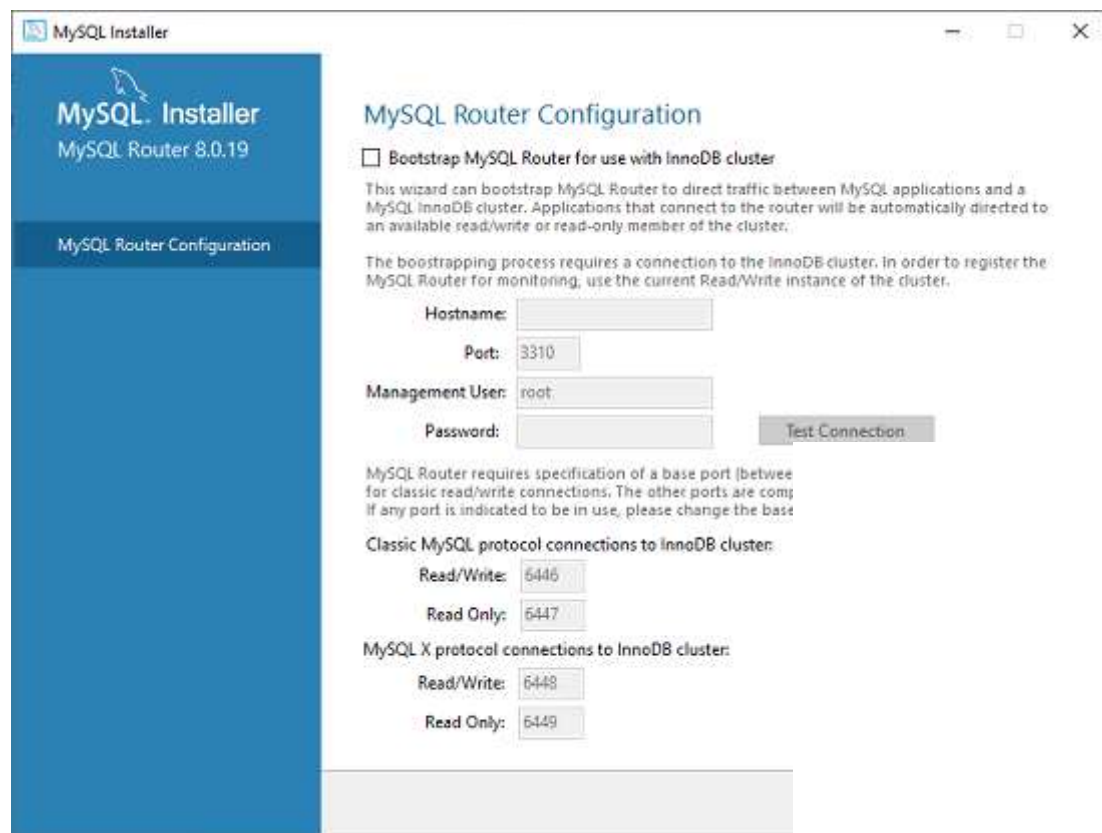 MySQL Installer
MySQL. Installer
MySQL Router 8.0.19
MySQL Router Configuration
MySQL Router Configuration
Bootstrap MySQL Router for use with InnoDB cluster
This wizard can bootstrap MySQL Router to direct traffic between MySQL applications and a
MySQL InnoDB cluster. Applications that connect to the router will be automatically directed to
an available read/write or read-only member of the cluster.
The boostrapping process requires a connection to the InnoDB cluster. In order to register the
MySQL Router for monitoring, use the current Read/Write instance of the cluster.
Hostname:
Port: 3310
Management User: root
Password:
Test Connection
MySQL Router requires specification of a base port (betwee
for classic read/write connections. The other ports are comp
If any port is indicated to be in use, please change the base
Classic MySQL protocol connections to InnoDB cluster:
Read/Write: 6446
Read Only: 6447
MySQL X protocol connections to InnoDB cluster:
Read/Write: 6448
Read Only: 6449